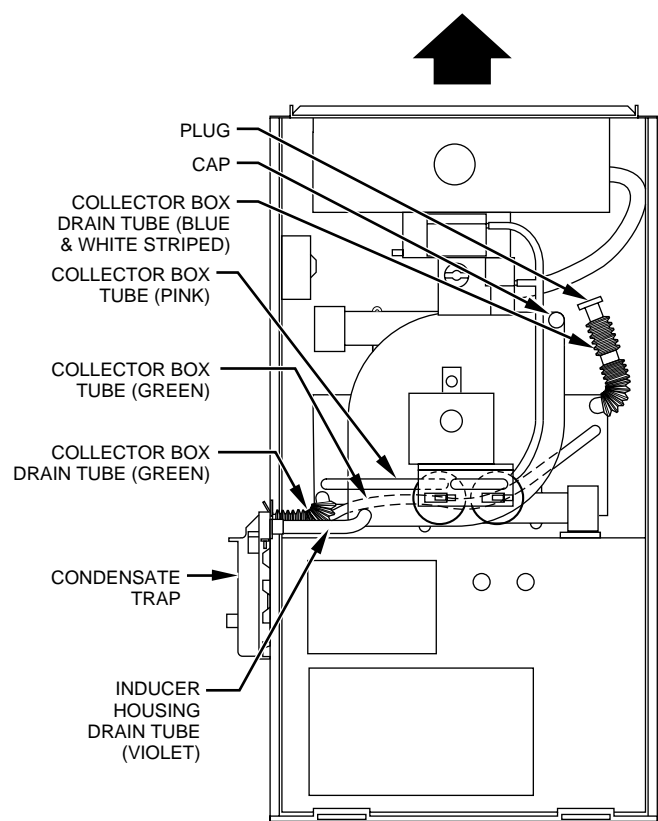 PLUG
CAP
COLLECTOR BOX
DRAIN TUBE (BLUE
& WHITE STRIPED)
COLLECTOR BOX
TUBE (PINK)
COLLECTOR BOX
TUBE (GREEN)
COLLECTOR BOX
DRAIN TUBE (GREEN)
CONDENSATE
TRAP
INDUCER
HOUSING
DRAIN TUBE
(VIOLET)